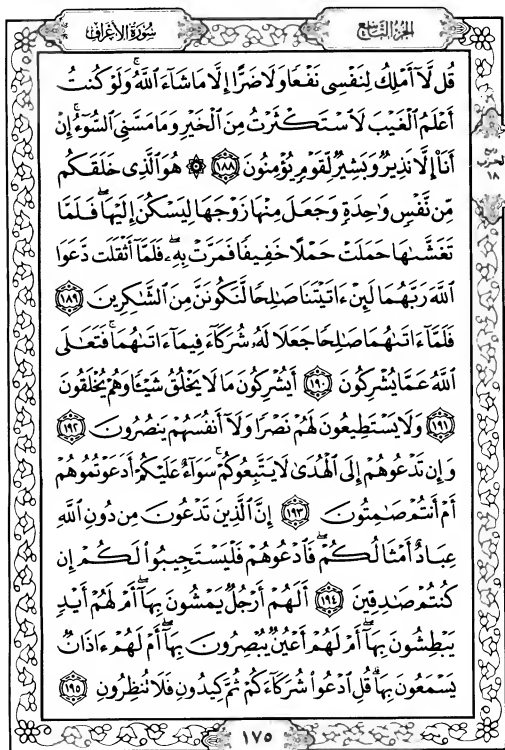 الجزء التاسع
سورة الأعراف
قُل لَّآ أَمۡلِكُ لِنَفۡسِي نَفۡعٗا وَلَا ضَرًّا إِلَّا مَا شَآءَ ٱللَّهُۚ وَلَوۡ كُنتُ
أَعۡلَمُ ٱلۡغَيۡبَ لَٱسۡتَكۡثَرۡتُ مِنَ ٱلۡخَيۡرِ وَمَا مَسَّنِيَ ٱلسُّوٓءُۚ إِنۡ
أَنَا۠ إِلَّا نَذِيرٞ وَبَشِيرٞ لِّقَوۡمٖ يُؤۡمِنُونَ ١٨٨ ۞ هُوَ ٱلَّذِي خَلَقَكُم
مِّن نَّفۡسٖ وَٰحِدَةٖ وَجَعَلَ مِنۡهَا زَوۡجَهَا لِيَسۡكُنَ إِلَيۡهَاۖ فَلَمَّا
تَغَشَّىٰهَا حَمَلَتۡ حَمۡلًا خَفِيفٗا فَمَرَّتۡ بِهِۦۖ فَلَمَّآ أَثۡقَلَت دَّعَوَا
ٱللَّهَ رَبَّهُمَا لَئِنۡ ءَاتَيۡتَنَا صَٰلِحٗا لَّنَكُونَنَّ مِنَ ٱلشَّٰكِرِينَ ١٨٩
فَلَمَّآ ءَاتَىٰهُمَا صَٰلِحٗا جَعَلَا لَهُۥ شُرَكَآءَ فِيمَآ ءَاتَىٰهُمَاۚ فَتَعَٰلَى
ٱللَّهُ عَمَّا يُشۡرِكُونَ ١٩٠ أَيُشۡرِكُونَ مَا لَا يَخۡلُقُ شَيۡـٔٗا وَهُمۡ يُخۡلَقُونَ
١٩١ وَلَا يَسۡتَطِيعُونَ لَهُمۡ نَصۡرٗا وَلَآ أَنفُسَهُمۡ يَنصُرُونَ ١٩٢
وَإِن تَدۡعُوهُمۡ إِلَى ٱلۡهُدَىٰ لَا يَتَّبِعُوكُمۡۚ سَوَآءٌ عَلَيۡكُمۡ أَدَعَوۡتُمُوهُمۡ
أَمۡ أَنتُمۡ صَٰمِتُونَ ١٩٣ إِنَّ ٱلَّذِينَ تَدۡعُونَ مِن دُونِ ٱللَّهِ
عِبَادٌ أَمۡثَالُكُمۡۖ فَٱدۡعُوهُمۡ فَلۡيَسۡتَجِيبُواْ لَكُمۡ إِن
كُنتُمۡ صَٰدِقِينَ ١٩٤ أَلَهُمۡ أَرۡجُلٞ يَمۡشُونَ بِهَآۖ أَمۡ لَهُمۡ أَيۡدٖ
يَبۡطِشُونَ بِهَآۖ أَمۡ لَهُمۡ أَعۡيُنٞ يُبۡصِرُونَ بِهَآۖ أَمۡ لَهُمۡ ءَاذَانٞ
يَسۡمَعُونَ بِهَاۗ قُلِ ٱدۡعُواْ شُرَكَآءَكُمۡ ثُمَّ كِيدُونِ فَلَا تُنظِرُونِ ١٩٥
ربع
الحزب
١٨
١٧٥